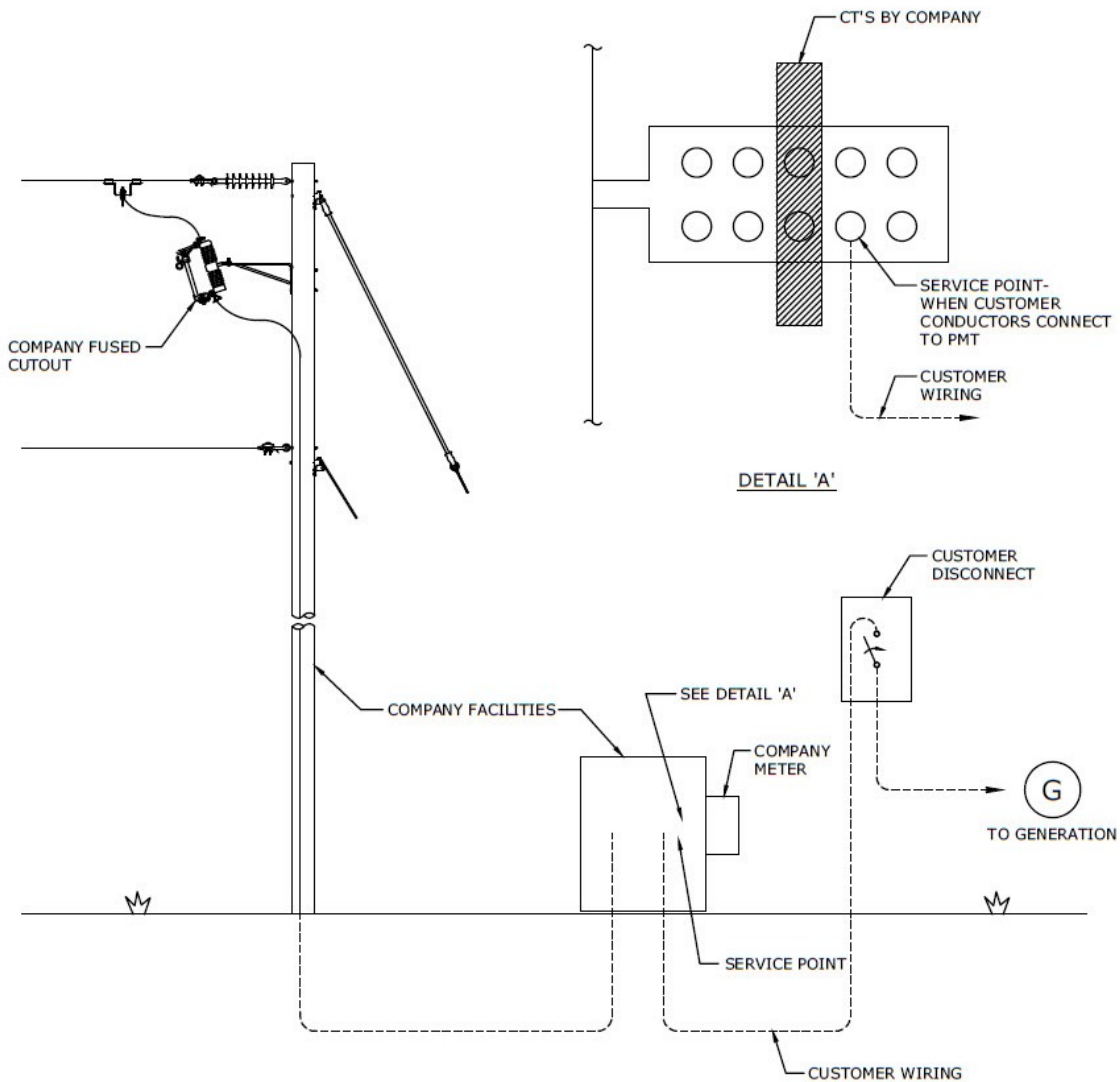 CT'S BY COMPANY
SERVICE POINT-
WHEN CUSTOMER
CONDUCTORS CONNECT
TO PMT
COMPANY FUSED
CUTOUT
CUSTOMER
WIRING
DETAIL 'A'
CUSTOMER
DISCONNECT
SEE DETAIL 'A'
COMPANY FACILITIES
COMPANY
METER
G
TO GENERATION
SERVICE POINT
CUSTOMER WIRING